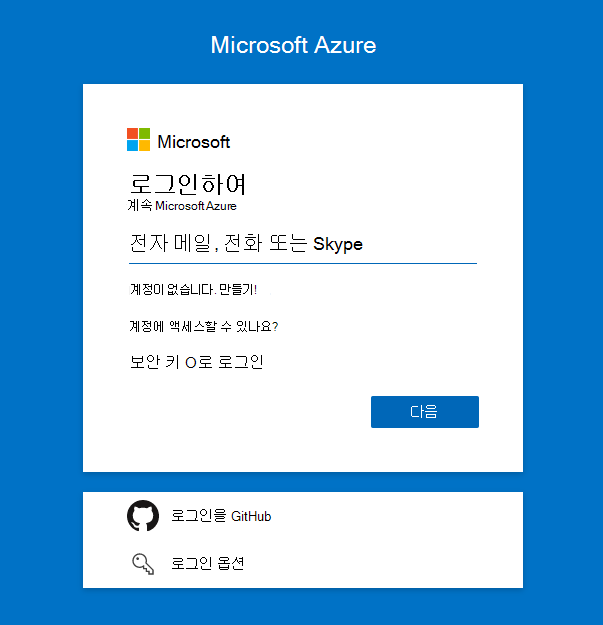 Microsoft Azure
Microsoft
로그인하여
계속 Microsoft Azure
전자 메일, 전화 또는 Skype
계정이 없습니다. 만들기!
계정에 액세스할 수 있나요?
보안 키 O로 로그인
다음
로그인을 GitHub
로그인 옵션